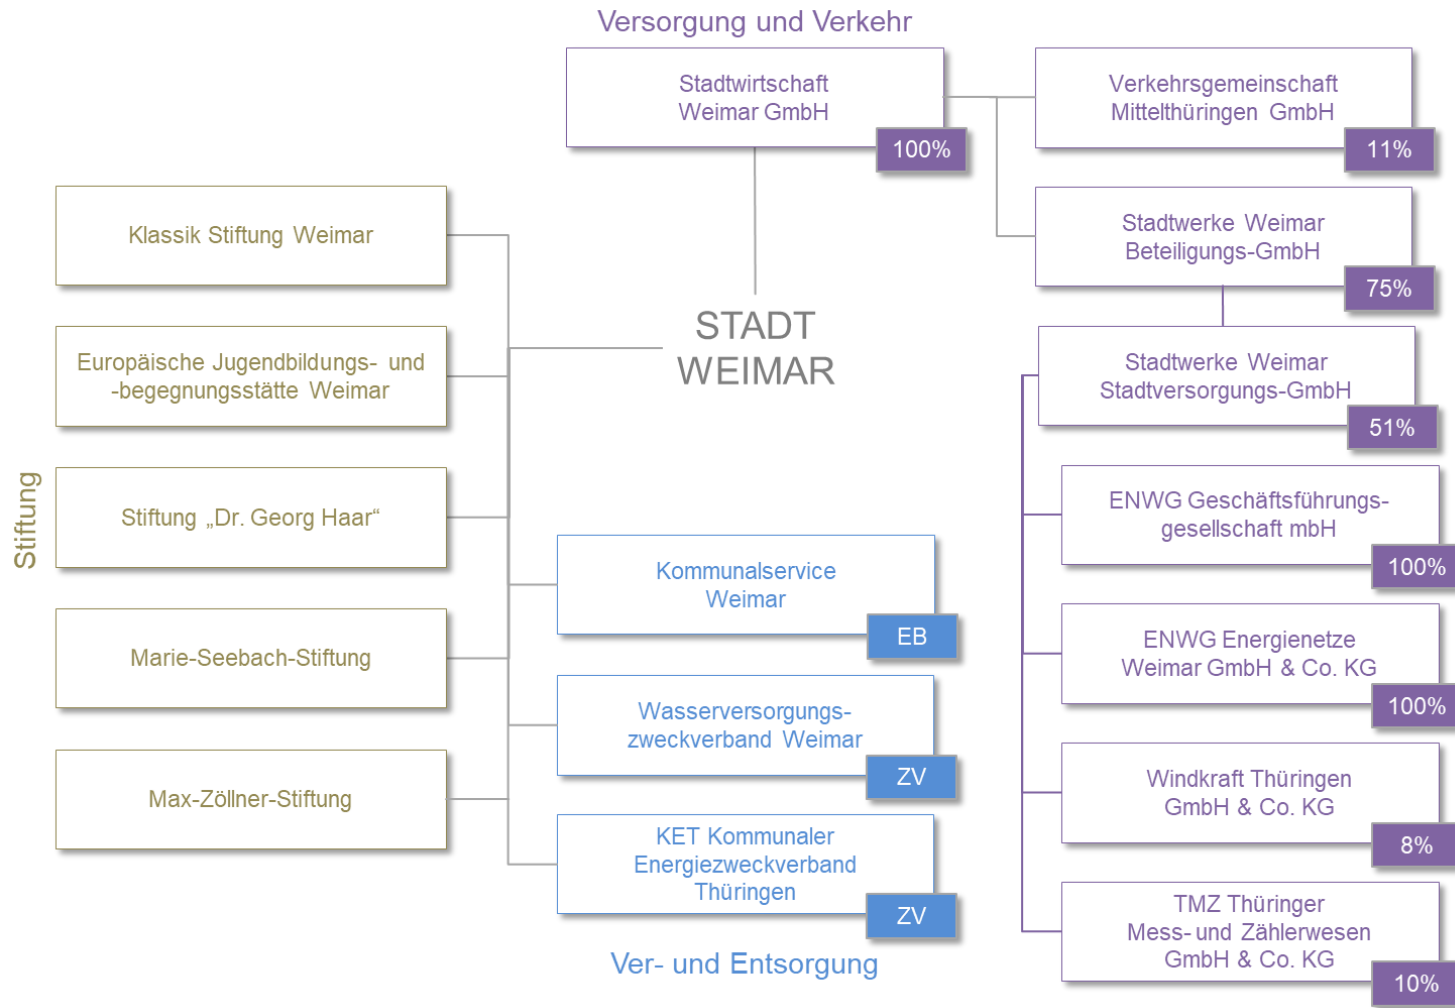 Versorgung und Verkehr
Stadtwirtschaft
Weimar GmbH
100%
Verkehrsgemeinschaft
Mittelthüringen GmbH
11%
Stadtwerke Weimar
Beteiligungs-GmbH
75%
Stadtwerke Weimar
Stadtversorgungs-GmbH
51%
ENWG Geschäftsführungs-
gesellschaft mbH
100%
ENWG Energienetze
Weimar GmbH & Co. KG
100%
Windkraft Thüringen
GmbH & Co. KG
8%
TMZ Thüringer
Mess- und Zählerwesen
GmbH & Co. KG
10%
STADT
WEIMAR
Stiftung
Klassik Stiftung Weimar
Europäische Jugendbildungs- und
-begegnungsstätte Weimar
Stiftung „Dr. Georg Haar“
Marie-Seebach-Stiftung
Max-Zöllner-Stiftung
Kommunalservice
Weimar
EB
Wasserversorgungs-
zweckverband Weimar
ZV
KET Kommunaler
Energiezweckverband
Thüringen
ZV
Ver- und Entsorgung